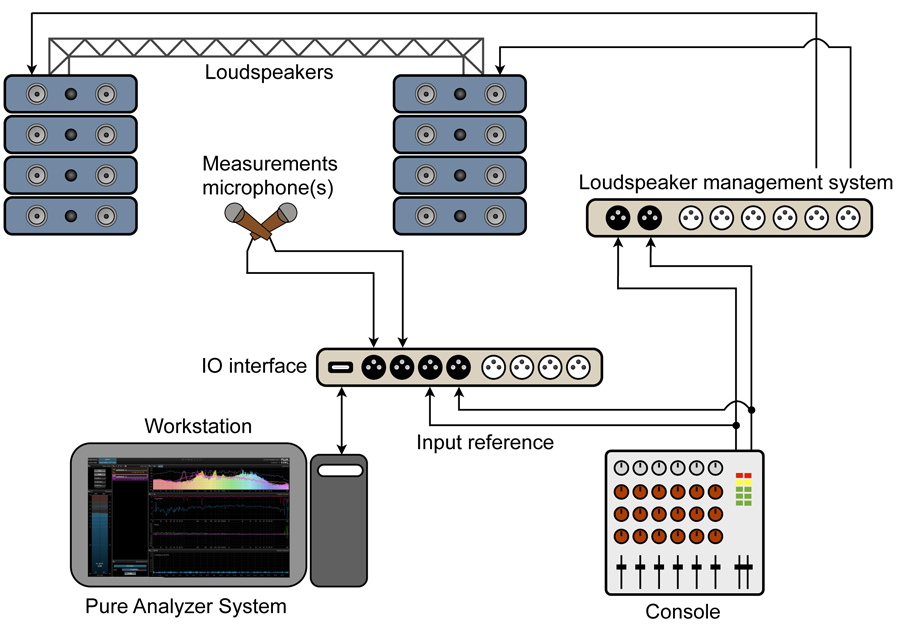 Loudspeakers
Measurements
microphone(s)
Loudspeaker management system
IO interface
Workstation
Input reference
Pure Analyzer System
Console